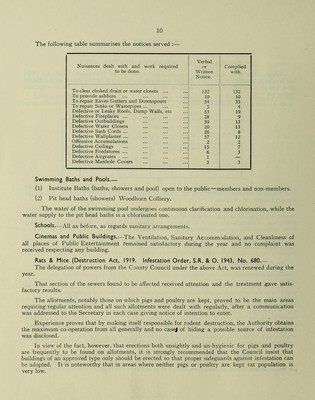 10
The following table summarises the notices served :—
Nuisances dealt with and work required to be done. Verbal or Written Notice. Complied with.
To clear choked drain or water closets ... ... 132 132
To provide ashbins ... ... ... ... 10 10
To repair Eaves Gutters and Downspouts ... 34 35
To repair Sinks or Wastepipes ... ... ... 3 4
Defective or Leaky Roofs, Damp Walls, etc 33 19
Defective Fireplaces ... ... ... ... 28 9
Defective Outbuildings ... ... ... 19 13
Defective Water Closets ... ... ... 20 13
Defective Sash Cords ... ... ... ... 26 8
Defective Wallplaster ... ... ... ... 37 12
Offensive Accumulations ... ... ... 2 2
Defective Ceilings ... ... ... ... 13 7
Defective Foodstores ... ... ... ...
Defective Airgrates ... ... ... ... 1 —
Defective Manhole Covers ... ... ... 3 1
Swimming Baths and Pools.—
(1) Institute Baths (baths, showers and pool) open to the public—members and non-members.
(2) Pit head baths (showers) Woodhorn Colliery.
The water of the swimming pool undergoes continuous clarification and chlorination, while the
water supply to the pit head baths is a chlorinated one.
Schools.—All as before, as regards sanitary arrangements.
Cinemas and Public Buildings.—The Ventilation, Sanitary Accommodation, and Cleanliness of
all places of Public Entertainment remained satisfactory during the year and no complaint was
received respecting any building.
Rats & Mice (Destruction Act, 1919. Infestation Order, S.R. & O. 1943, No. 680.—
The delegation of powers from the County Council under the above Act, was renewed during the
year.
That section of the sewers found to be affected received attention and the treatment gave satis-
factory results.
The allotments, notably those on which pigs and poultry are kept, proved to be the main areas
requiring regular attention and all such allotments were dealt with regularly, after a communication
was addressed to the Secretary in each case giving notice of intention to enter.
Experience proves that by making itself responsible for rodent destruction, the Authority obtains
the maximum co-operation from all generally and no case of hiding a possible source of infestation
was disclosed.
In view of the fact, however, that erections both unsightly and un-hygienic for pigs and poultry
are frequently to be found on allotments, it is strongly recommended that the Council insist that
buildings of an approved type only should be erected so that proper safeguards against infestation can
be adopted. It is noteworthy that in areas where neither pigs or poultry are kept rat population is
very low.